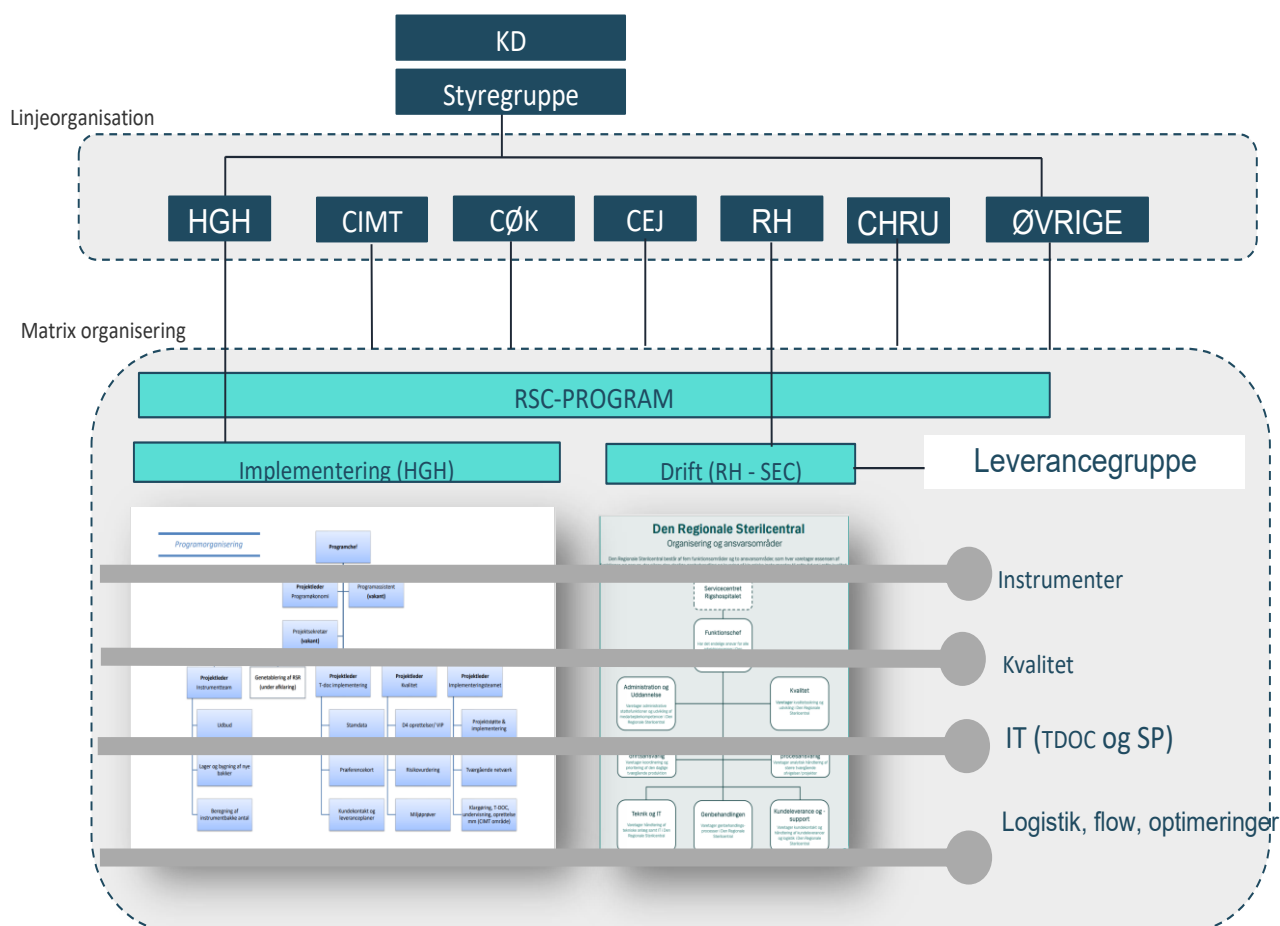 KD
Styregruppe
Linjeorganisation
HGH
CIMT
CØK
CEJ
RH
CHRU
ØVRIGE
Matrix organisering
RSC-PROGRAM
Implementering (HGH)
Drift (RH - SEC)
Leverancegruppe
Programorganisering
Programchef
Projektleder
Programøkonomi
Programassistent
(vakant)
Projektsekretær
(vakant)
Projektleder
Instrumentteam
Genetablering af RSR
(under afklaring)
Projektleder
T-doc implementering
Projektleder
Kvalitet
Projektleder
Implementeringsteamet
Udbud
Stamdata
D4 oprettelse/ VIP
Projektstøtte &
implementering
Lager og bygning af nye
bakker
Præferencekort
Risikovurdering
Tværgående netværk
Beregning af
instrumentbakke antal
Kundekontakt og
leveranceplaner
Miljøprøver
Klargøring, T-DOC,
undervisning, oprettelse
mm (CIMT område)
Den Regionale Sterilcentral
Organisering og ansvarsområder
Servicecentret
Rigshospitalet
Funktionschef
Administration og
Uddannelse
Kvalitet
Teknik og IT
Genbehandlingen
Kundeleverance og -
support
Instrumenter
Kvalitet
IT (TDOC og SP)
Logistik, flow, optimeringer